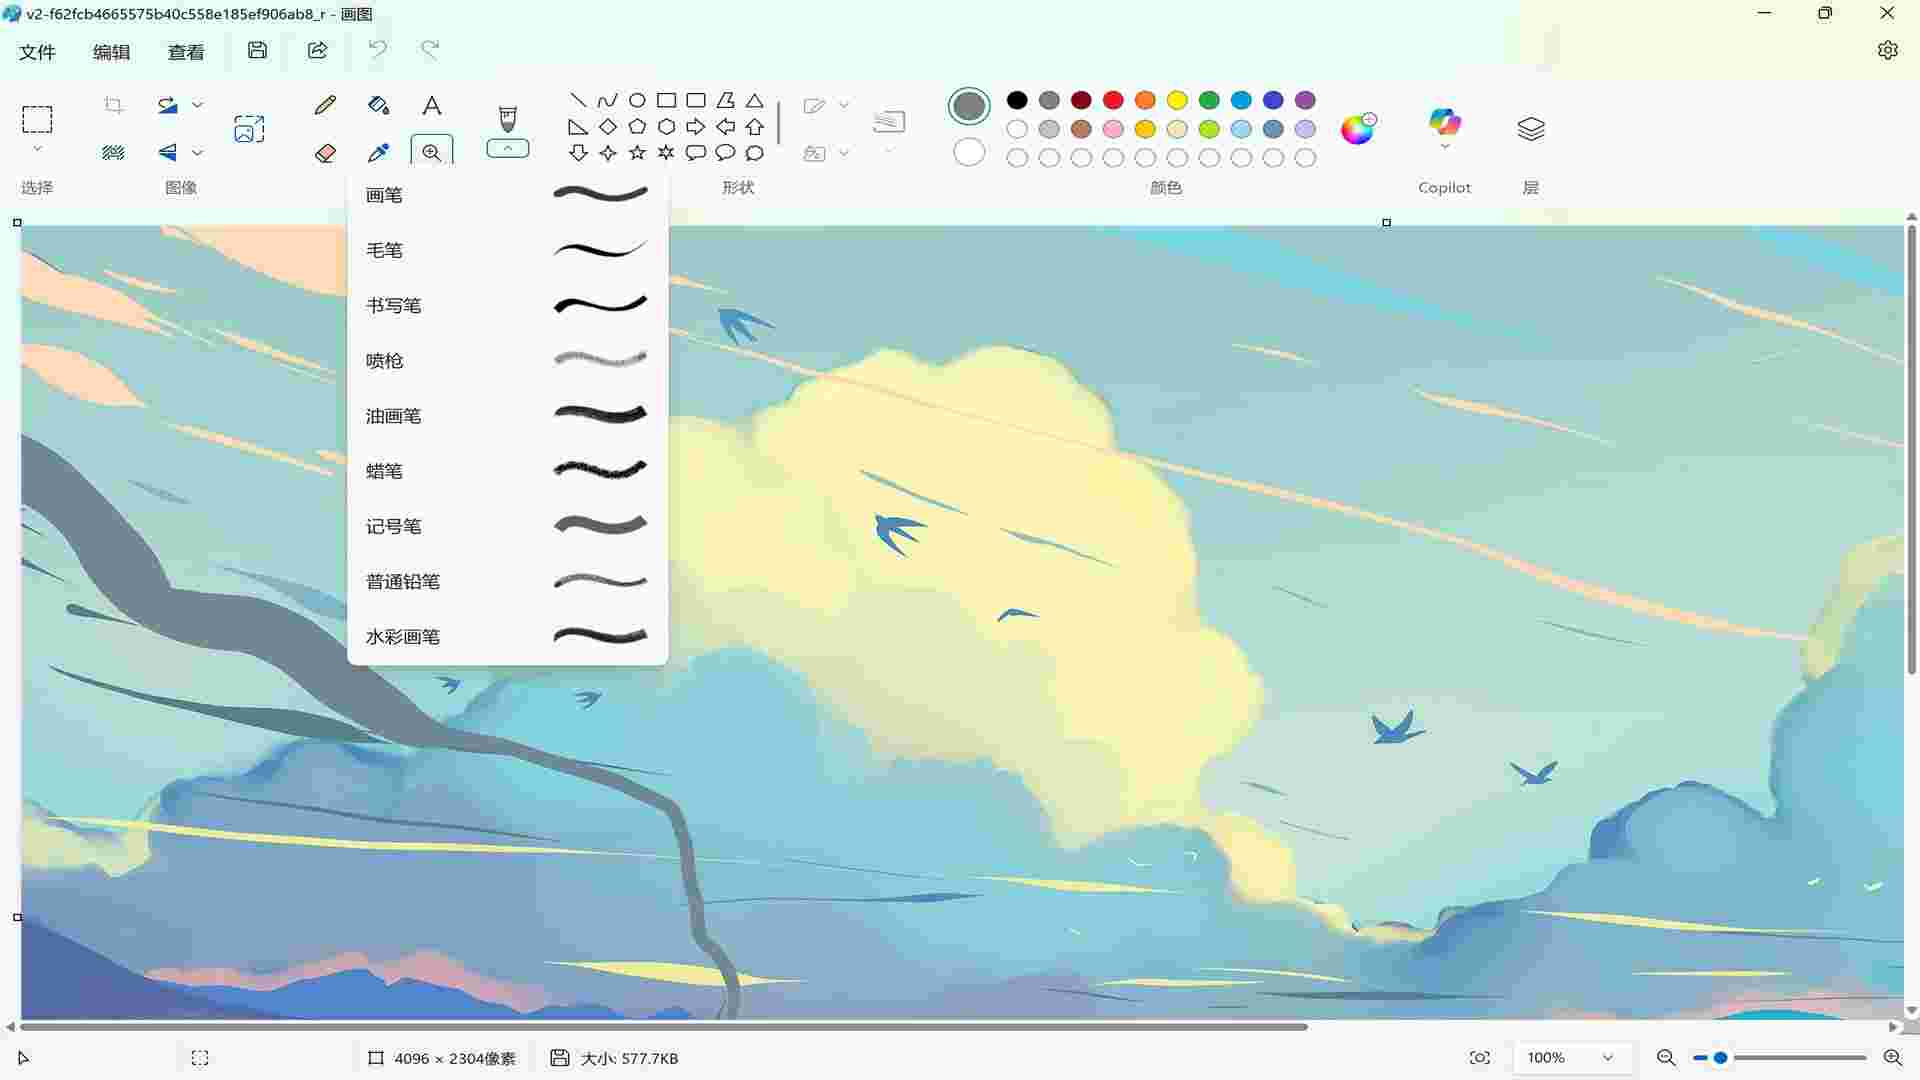 v2-f62fcb4665575b40c558e185ef906ab8_r - 画图
文件 编辑 查看
选择 图像 形状 颜色 Copilot 层
画笔
毛笔
书写笔
喷枪
油画笔
蜡笔
记号笔
普通铅笔
水彩画笔
4096 × 2304像素 大小: 577.7KB 100%